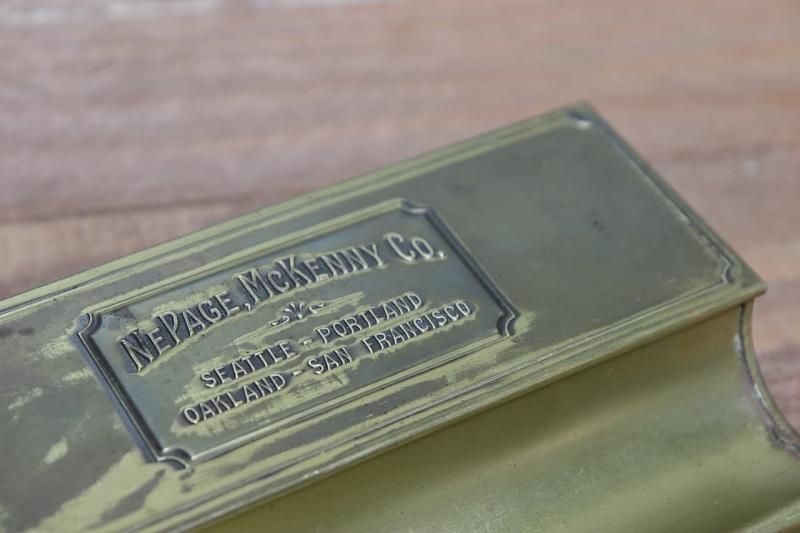 NePage, McKenny Co.
Seattle - Portland
Oakland - San Francisco